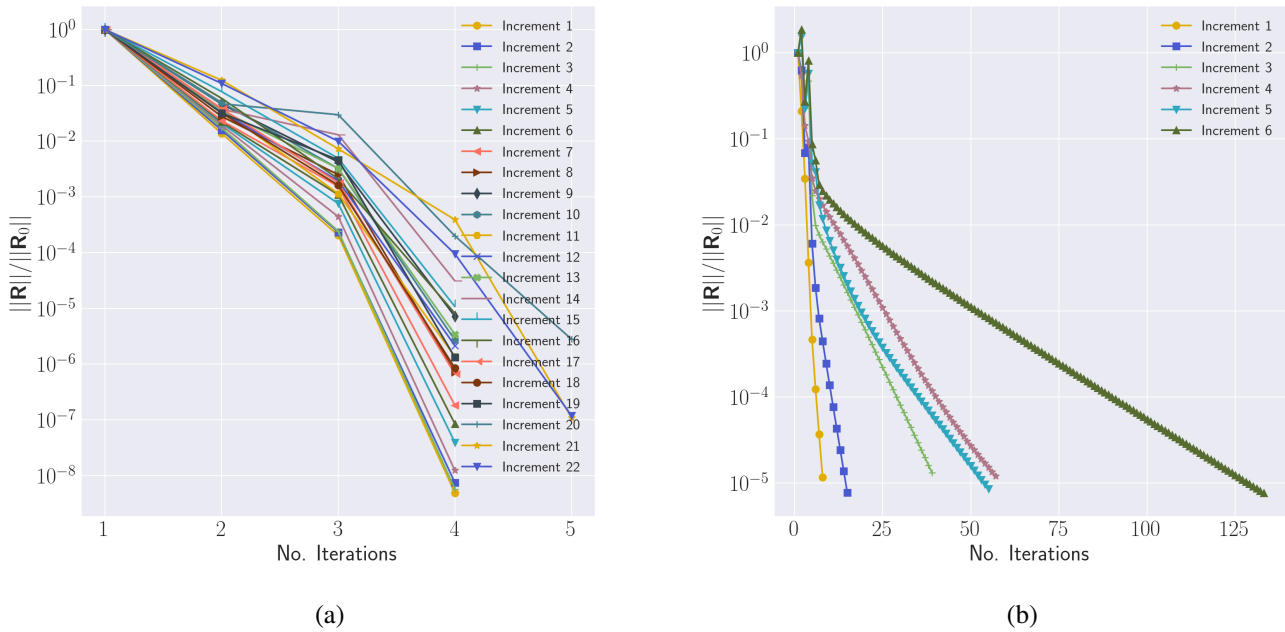 10^0
10^-1
10^-2
10^-3
10^-4
10^-5
10^-6
10^-7
10^-8
||R||/||R_0||
1 2 3 4 5
No. Iterations
Increment 1
Increment 2
Increment 3
Increment 4
Increment 5
Increment 6
Increment 7
Increment 8
Increment 9
Increment 10
Increment 11
Increment 12
Increment 13
Increment 14
Increment 15
Increment 16
Increment 17
Increment 18
Increment 19
Increment 20
Increment 21
Increment 22
(a)
10^0
10^-1
10^-2
10^-3
10^-4
10^-5
||R||/||R_0||
0 25 50 75 100 125
No. Iterations
Increment 1
Increment 2
Increment 3
Increment 4
Increment 5
Increment 6
(b)